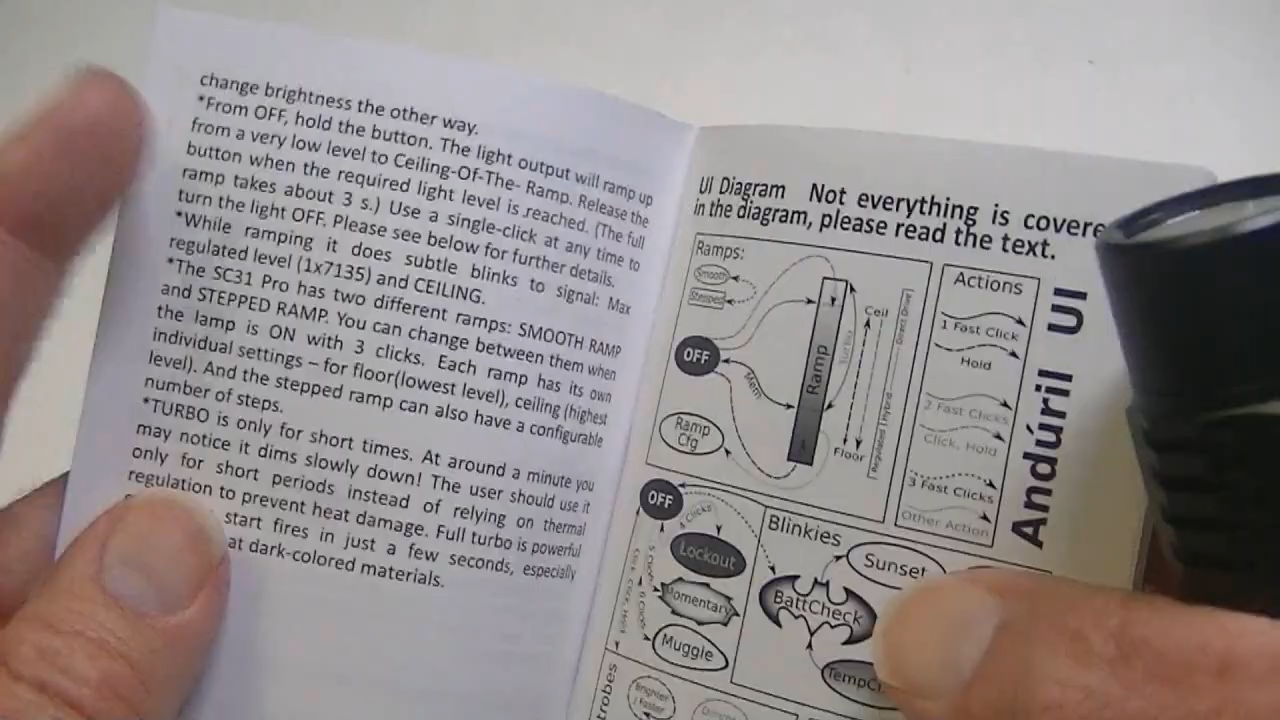 change brightness the other way.
*From OFF, hold the button. The light output will ramp up
from a very low level to Ceiling-Of-The- Ramp. Release the
button when the required light level is reached. (The full
ramp takes about 3 s.) Use a single-click at any time to
turn the light OFF. Please see below for further details.
*While ramping it does subtle blinks to signal: Max
regulated level (1x7135) and CEILING.
*The SC31 Pro has two different ramps: SMOOTH RAMP
and STEPPED RAMP. You can change between them when
the lamp is ON with 3 clicks. Each ramp has its own
individual settings – for floor(lowest level), ceiling (highest
level). And the stepped ramp can also have a configurable
number of steps.
*TURBO is only for short times. At around a minute you
may notice it dims slowly down! The user should use it
only for short periods instead of relying on thermal
regulation to prevent heat damage. Full turbo is powerful
start fires in just a few seconds, especially
at dark-colored materials.
UI Diagram Not everything is covere
in the diagram, please read the text.
Ramps:
Smooth
Stepped
OFF
Mem
Ramp
Turbo
Ceil
Floor
Regulated
Hybrid
Direct Drive
Ramp
Cfg
Actions
1 Fast Click
Hold
2 Fast Clicks
Click, Hold
3 Fast Clicks
Other Action
Andúril UI
OFF
4 Clicks
Lockout
Momentary
Muggle
Blinkies
Sunset
BattCheck
TempC
trobes
Brighter
/ Faster